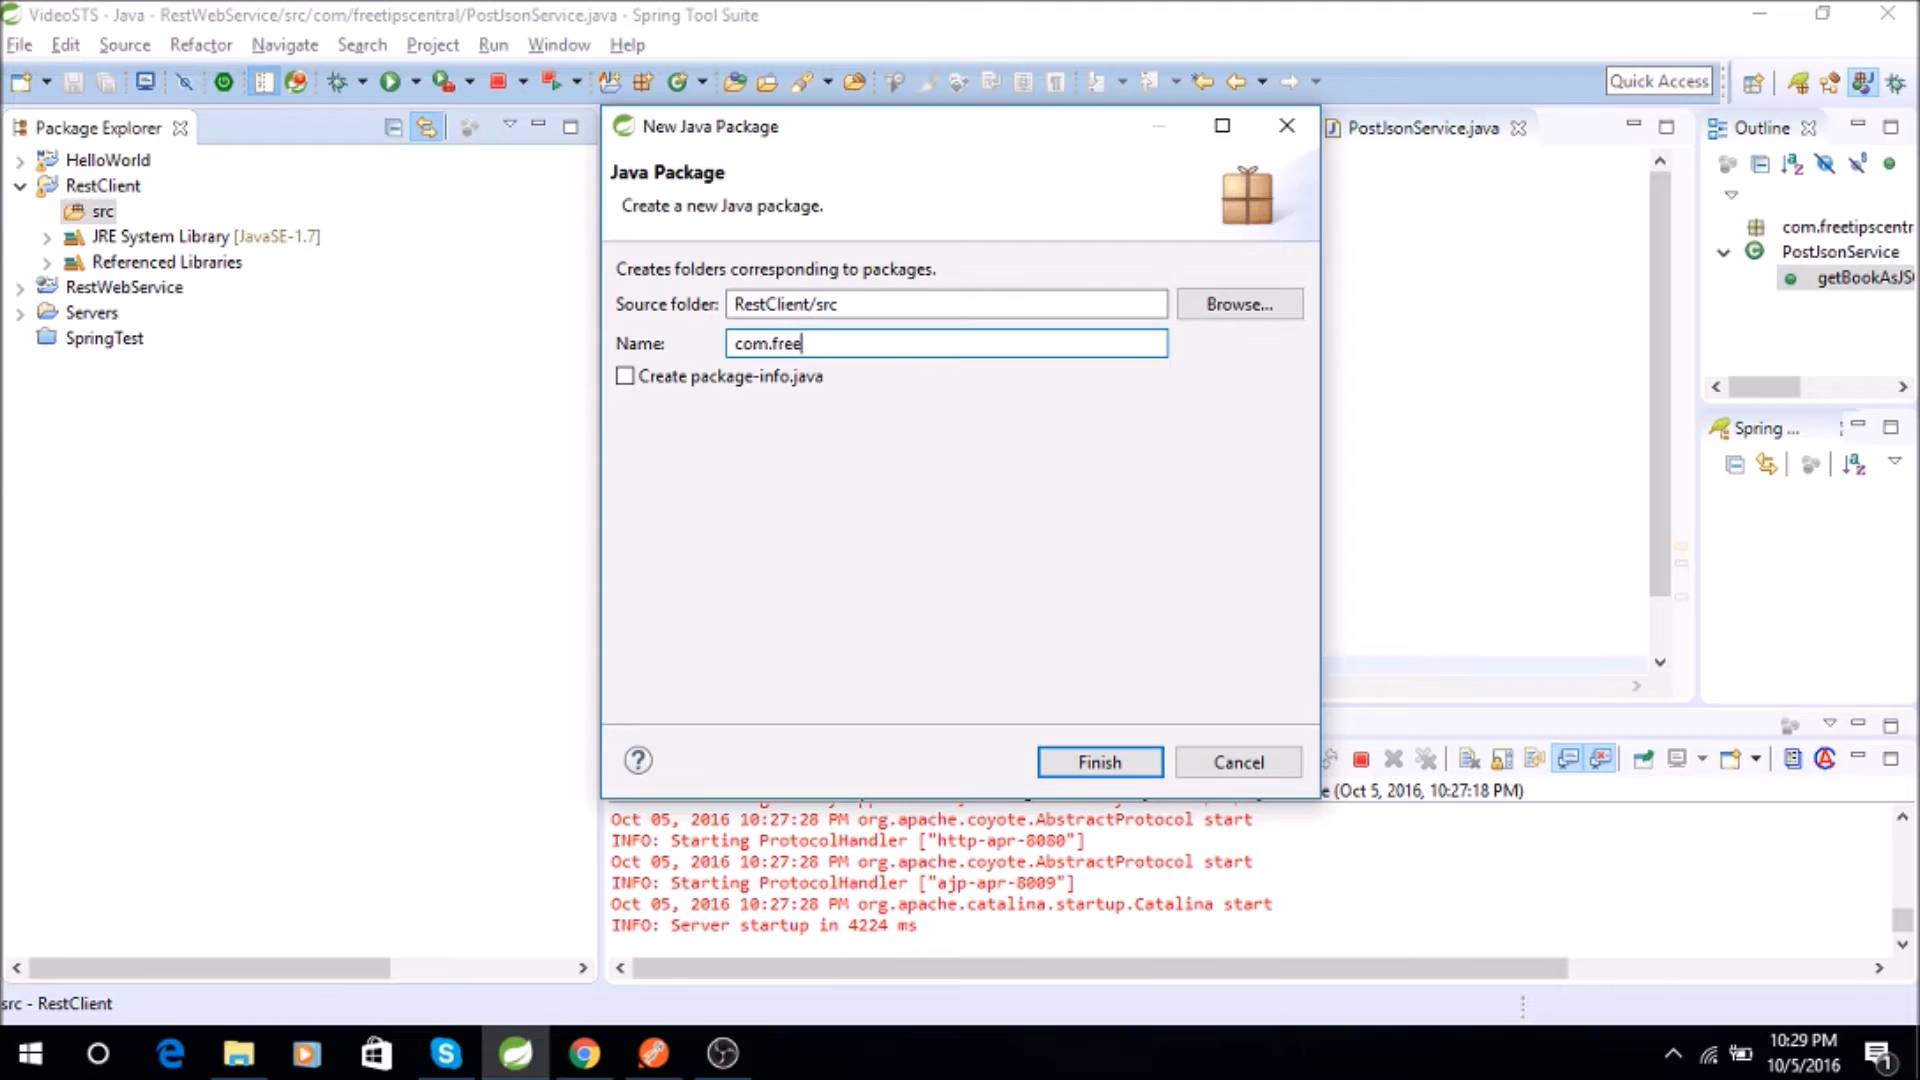 VideoSTS - Java - RestWebService/src/com/freetipscentral/PostJsonService.java - Spring Tool Suite
File Edit Source Refactor Navigate Search Project Run Window Help
Quick Access
Package Explorer
HelloWorld
RestClient
src
JRE System Library [JavaSE-1.7]
Referenced Libraries
RestWebService
Servers
SpringTest
New Java Package
Java Package
Create a new Java package.
Creates folders corresponding to packages.
Source folder: RestClient/src Browse...
Name: com.free
Create package-info.java
Finish Cancel
PostJsonService.java
Outline
com.freetipscentr
PostJsonService
getBookAsJS
Spring ...
e (Oct 5, 2016, 10:27:18 PM)
Oct 05, 2016 10:27:28 PM org.apache.coyote.AbstractProtocol start
INFO: Starting ProtocolHandler ["http-apr-8080"]
Oct 05, 2016 10:27:28 PM org.apache.coyote.AbstractProtocol start
INFO: Starting ProtocolHandler ["ajp-apr-8009"]
Oct 05, 2016 10:27:28 PM org.apache.catalina.startup.Catalina start
INFO: Server startup in 4224 ms
src - RestClient
10:29 PM
10/5/2016
1